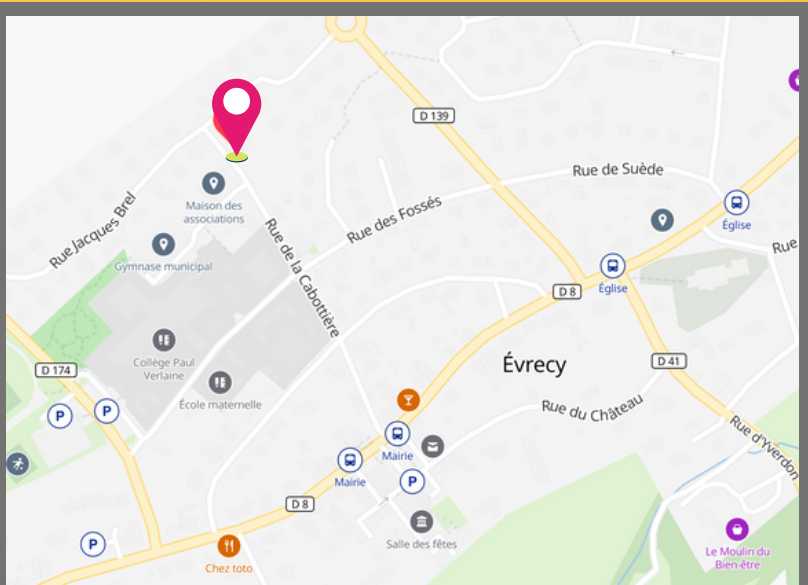 D 139
Rue de Suède
Maison des
associations
Rue des Fossés
Église
Rue Jacques Brel
Rue de la Cabottière
Rue
Gymnase municipal
Église
D 8
Collège Paul
Verlaine
Évrecy
D 41
D 174
École maternelle
P
P
Rue du Château
Rue d'Yverdon
Mairie
Mairie
P
D 8
Salle des fêtes
P
Chez toto
Le Moulin du
Bien-être